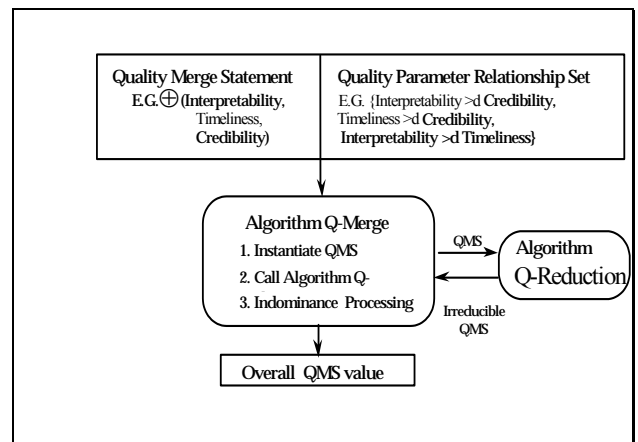 Quality Merge Statement
E.G.⊕(Interpretability,
Timeliness,
Credibility)
Quality Parameter Relationship Set
E.G. {Interpretability >d Credibility,
Timeliness >d Credibility,
Interpretability >d Timeliness}
Algorithm Q-Merge
1. Instantiate QMS
2. Call Algorithm Q-
3. Indominance Processing
QMS
Algorithm
Q-Reduction
Irreducible
QMS
Overall QMS value